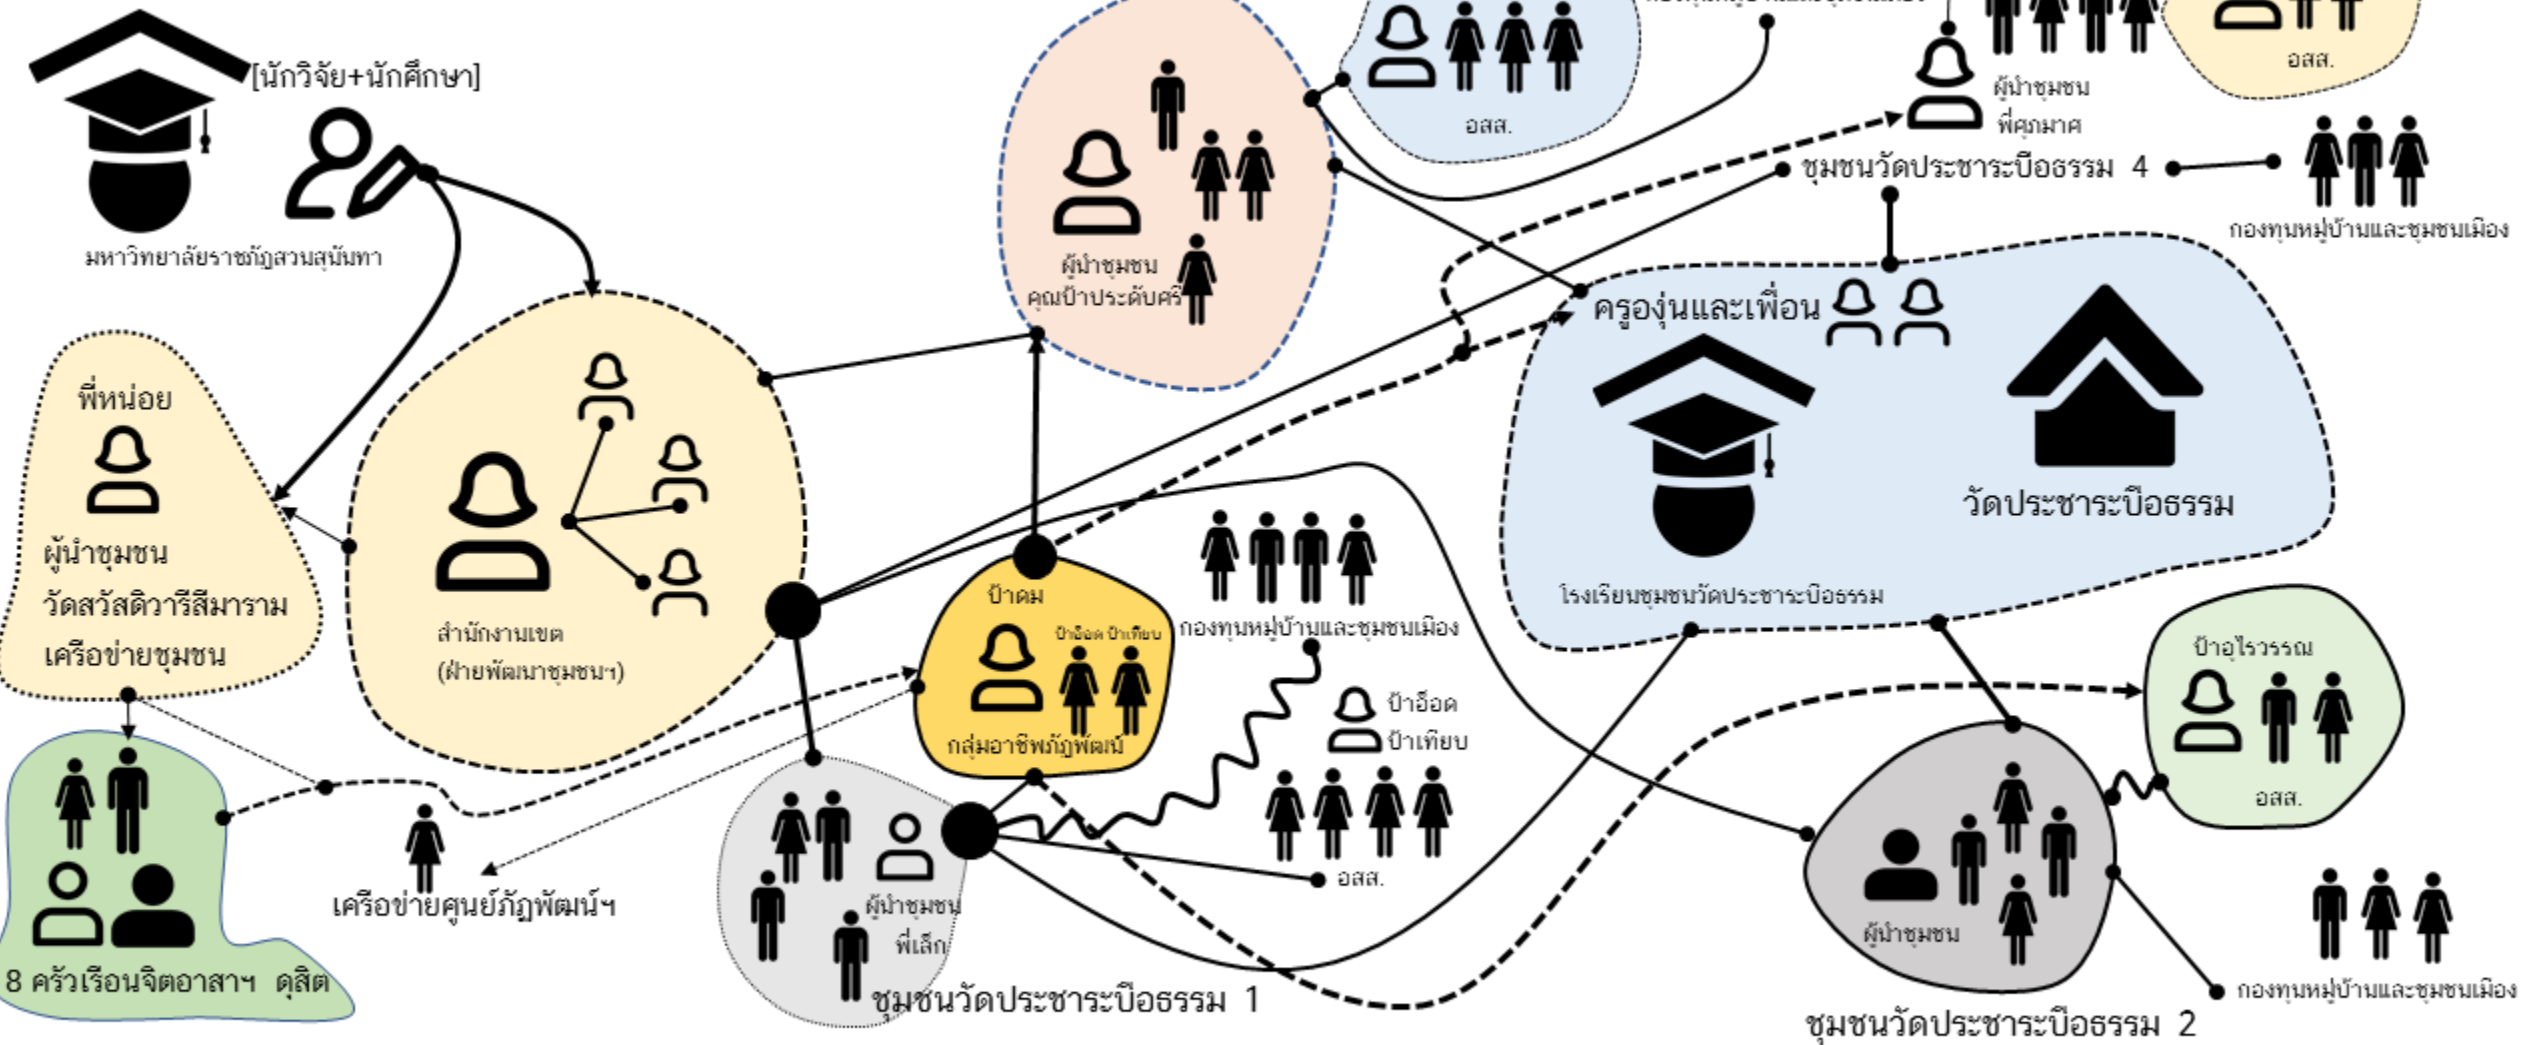 [นักวิจัย+นักศึกษา]
มหาวิทยาลัยราชภัฏสวนสุนันทา
พี่หน่อย
ผู้นำชุมชน
วัดสวัสดิวารีสีมาราม
เครือข่ายชุมชน
8 ครัวเรือนจิตอาสาฯ ดุสิต
สำนักงานเขต
(ฝ่ายพัฒนาชุมชนฯ)
เครือข่ายศูนย์ภัฏพัฒน์ฯ
ผู้นำชุมชน
คุณป้าประดับศรี
อสส.
ป้าดม
ป้าอ๊อด ป้าเทียบ
กลุ่มอาชีพภัฏพัฒน์
กองทุนหมู่บ้านและชุมชนเมือง
ป้าอ๊อด
ป้าเทียบ
อสส.
ผู้นำชุมชน
พี่เล็ก
ชุมชนวัดประชาระบือธรรม 1
ผู้นำชุมชน
พี่ศุภมาศ
อสส.
ชุมชนวัดประชาระบือธรรม 4
กองทุนหมู่บ้านและชุมชนเมือง
ครูองุ่นและเพื่อน
วัดประชาระบือธรรม
โรงเรียนชุมชนวัดประชาระบือธรรม
ป้าอุไรวรรณ
อสส.
ผู้นำชุมชน
กองทุนหมู่บ้านและชุมชนเมือง
ชุมชนวัดประชาระบือธรรม 2